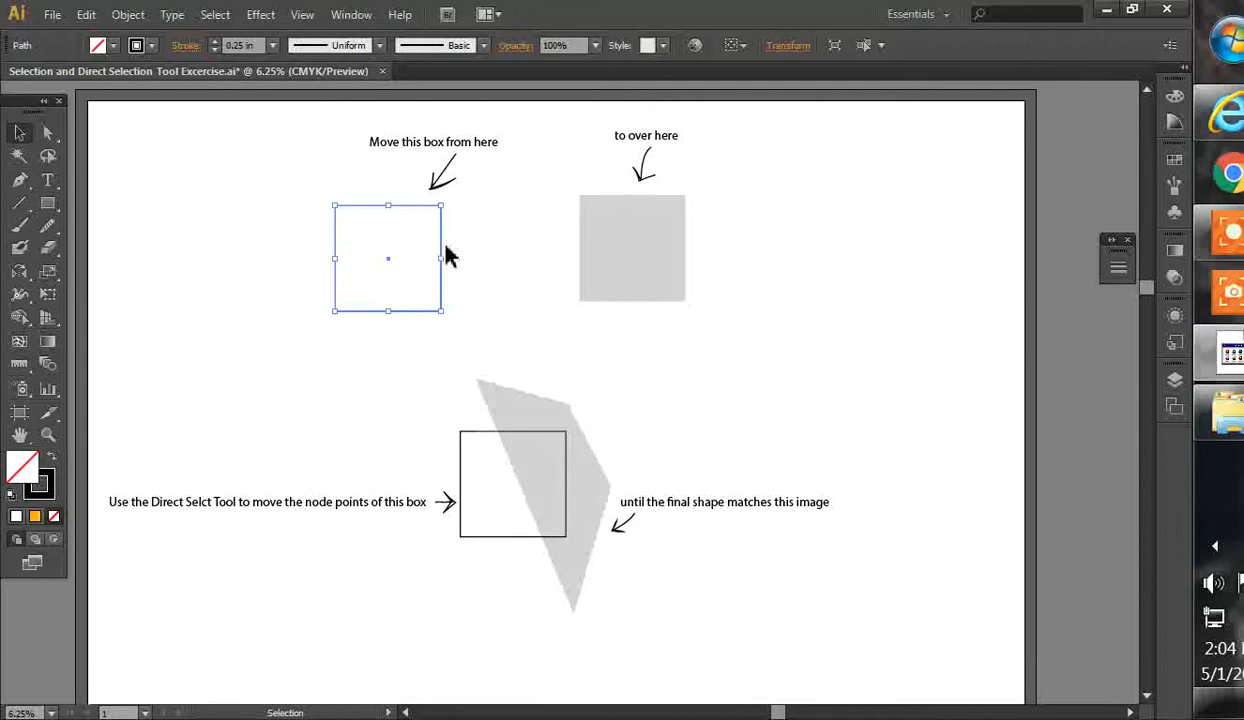 Ai File Edit Object Type Select Effect View Window Help Br Essentials
Path Stroke: 0.25 in Uniform Basic Opacity: 100% Style: Transform
Selection and Direct Selection Tool Excercise.ai* @ 6.25% (CMYK/Preview)
Move this box from here
to over here
Use the Direct Selct Tool to move the node points of this box
until the final shape matches this image
2:04
5/1/2
6.25% 1 Selection